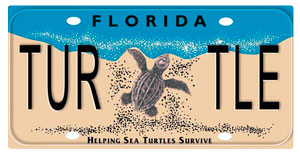 FLORIDA
TUR TLE
HELPING SEA TURTLES SURVIVE